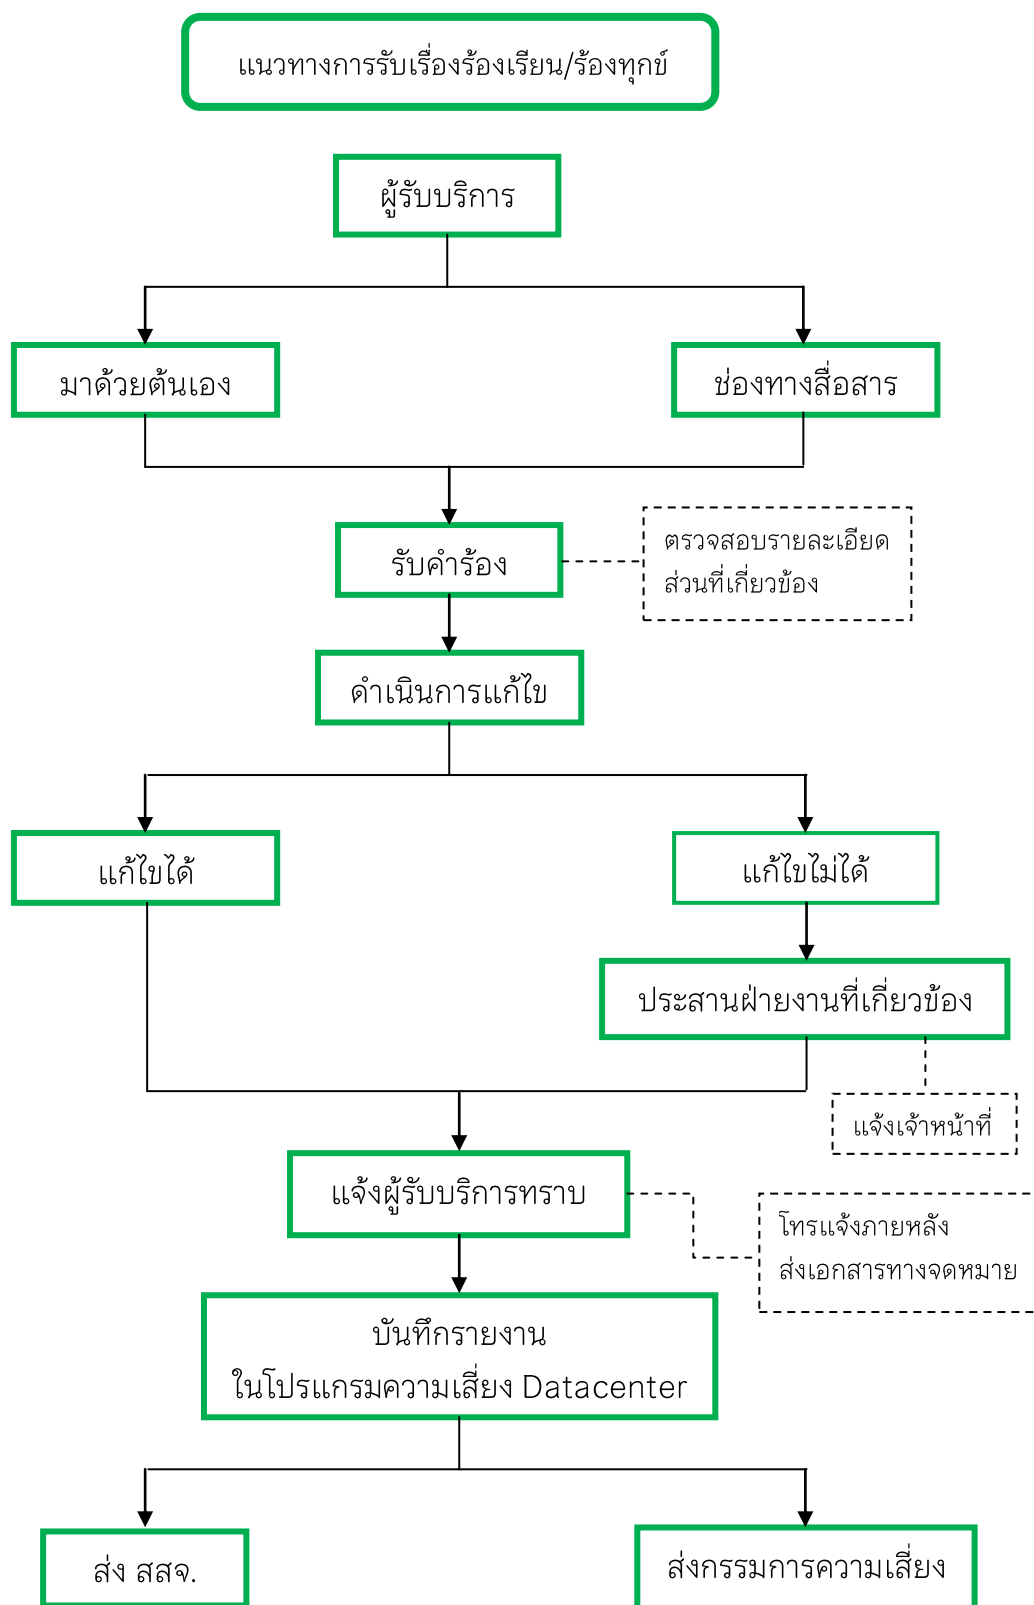 แนวทางการรับเรื่องร้องเรียน/ร้องทุกข์
ผู้รับบริการ
มาด้วยต้นเอง
ช่องทางสื่อสาร
รับคำร้อง
ตรวจสอบรายละเอียด
ส่วนที่เกี่ยวข้อง
ดำเนินการแก้ไข
แก้ไขได้
แก้ไขไม่ได้
ประสานฝ่ายงานที่เกี่ยวข้อง
แจ้งเจ้าหน้าที่
แจ้งผู้รับบริการทราบ
โทรแจ้งภายหลัง
ส่งเอกสารทางจดหมาย
บันทึกรายงาน
ในโปรแกรมความเสี่ยง Datacenter
ส่ง สสจ.
ส่งกรรมการความเสี่ยง